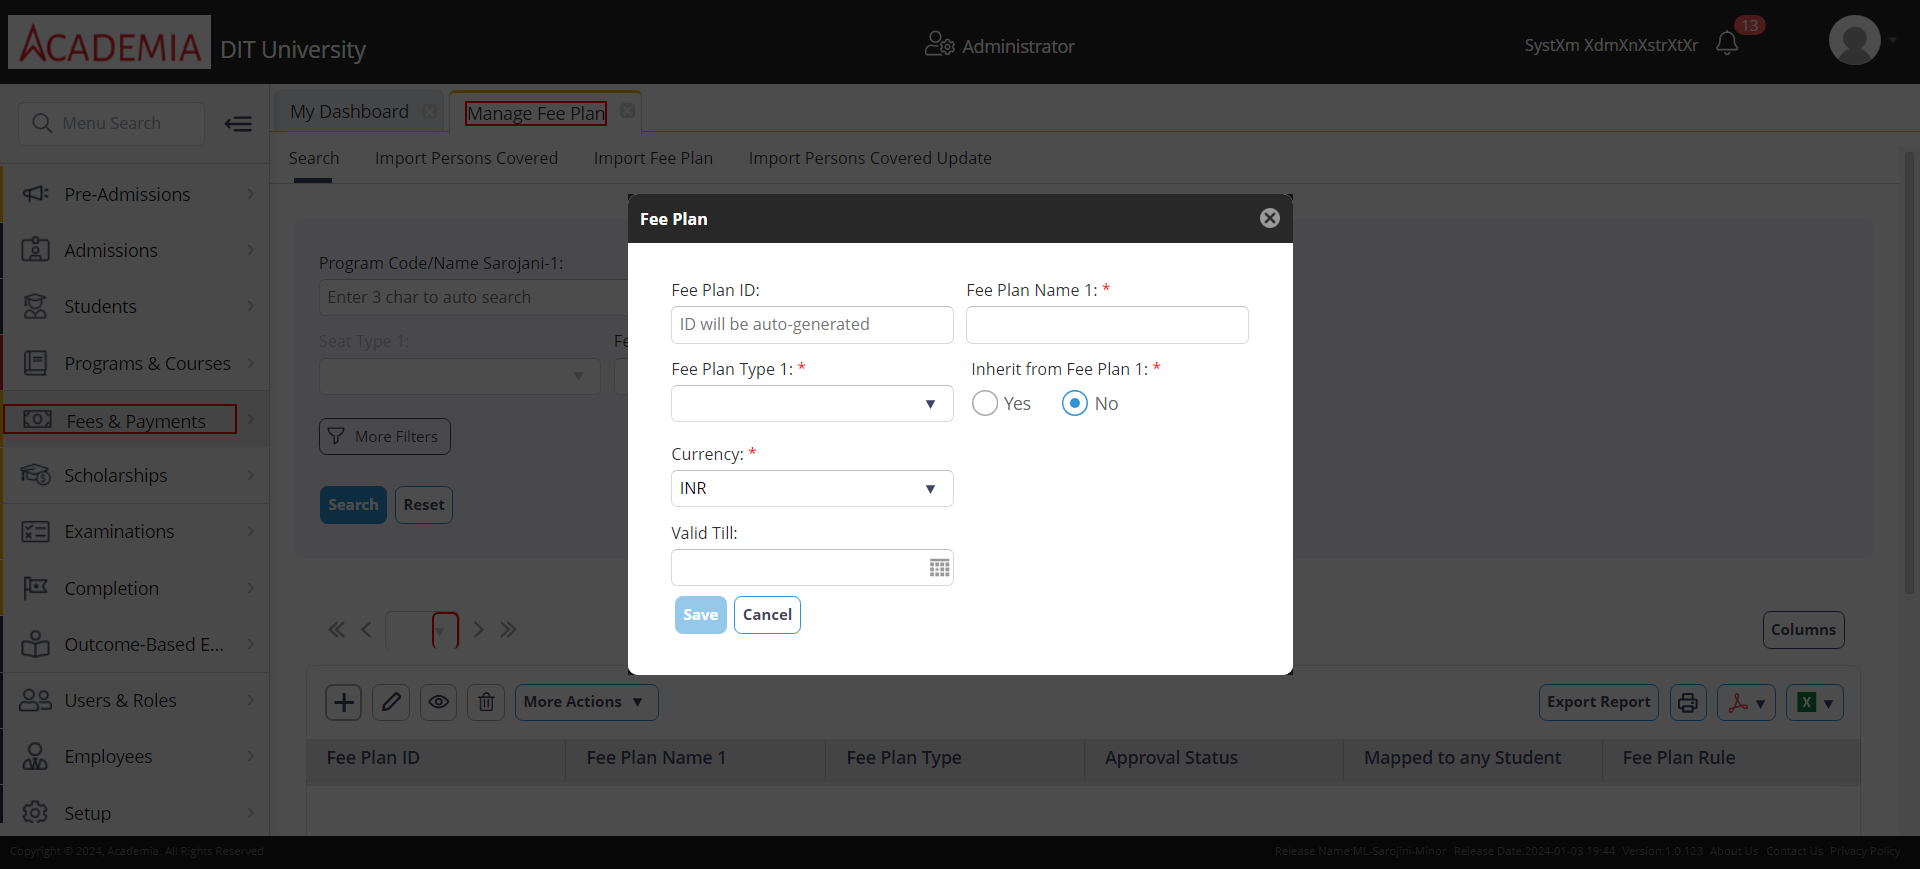 ACADEMIA DIT University
Administrator
SystXm XdmXnXstrXtXr
13
Menu Search
My Dashboard
Manage Fee Plan
Search Import Persons Covered Import Fee Plan Import Persons Covered Update
Pre-Admissions
Admissions
Students
Programs & Courses
Fees & Payments
Scholarships
Examinations
Completion
Outcome-Based E...
Users & Roles
Employees
Setup
Program Code/Name Sarojani-1:
Enter 3 char to auto search
Seat Type 1:
Fe
More Filters
Search Reset
Fee Plan
Fee Plan ID: Fee Plan Name 1: *
ID will be auto-generated
Fee Plan Type 1: * Inherit from Fee Plan 1: *
Yes No
Currency: *
INR
Valid Till:
Save Cancel
Columns
More Actions Export Report
Fee Plan ID Fee Plan Name 1 Fee Plan Type Approval Status Mapped to any Student Fee Plan Rule
Copyright © 2024, Academia. All Rights Reserved
Release Name:ML-Sarojini-Minor Release Date:2024-01-03 19:44 Version:1.0.123 About Us Contact Us Privacy Policy